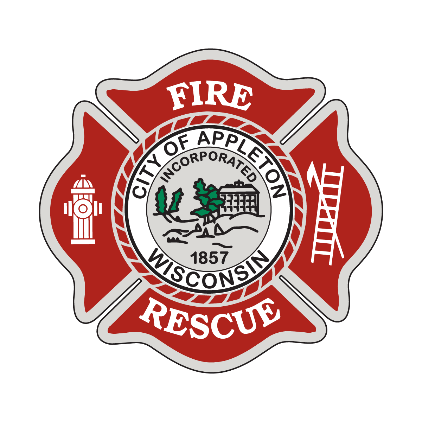 FIRE
CITY OF APPLETON
INCORPORATED
1857
WISCONSIN
RESCUE